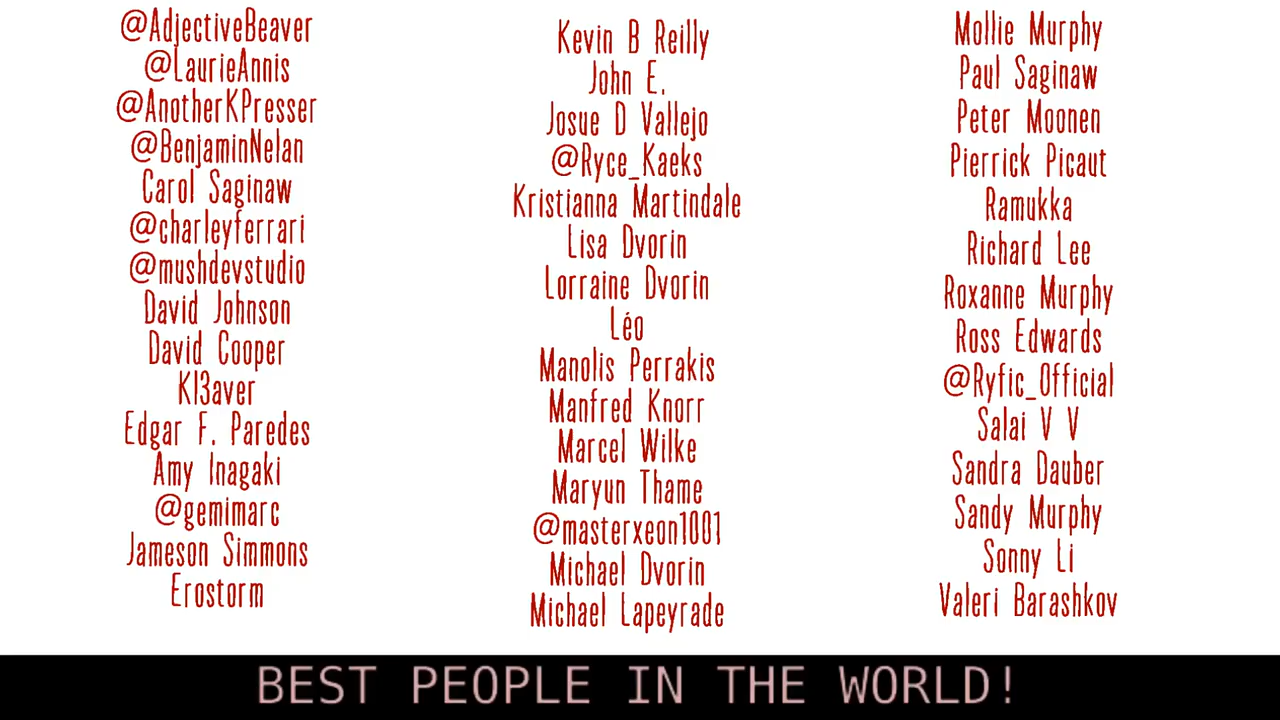 @AdjectiveBeaver
@LaurieAnnis
@AnotherKPresser
@BenjaminNelan
Carol Saginaw
@charleyferrari
@mushdevstudio
David Johnson
David Cooper
Kl3aver
Edgar F. Paredes
Amy Inagaki
@gemimarc
Jameson Simmons
Erostorm
Kevin B Reilly
John E.
Josue D Vallejo
@Ryce_Kaeks
Kristianna Martindale
Lisa Dvorin
Lorraine Dvorin
Léo
Manolis Perrakis
Manfred Knorr
Marcel Wilke
Maryun Thame
@masterxeon1001
Michael Dvorin
Michael Lapeyrade
Mollie Murphy
Paul Saginaw
Peter Moonen
Pierrick Picaut
Ramukka
Richard Lee
Roxanne Murphy
Ross Edwards
@Ryfic_Official
Salai V V
Sandra Dauber
Sandy Murphy
Sonny Li
Valeri Barashkov
BEST PEOPLE IN THE WORLD!